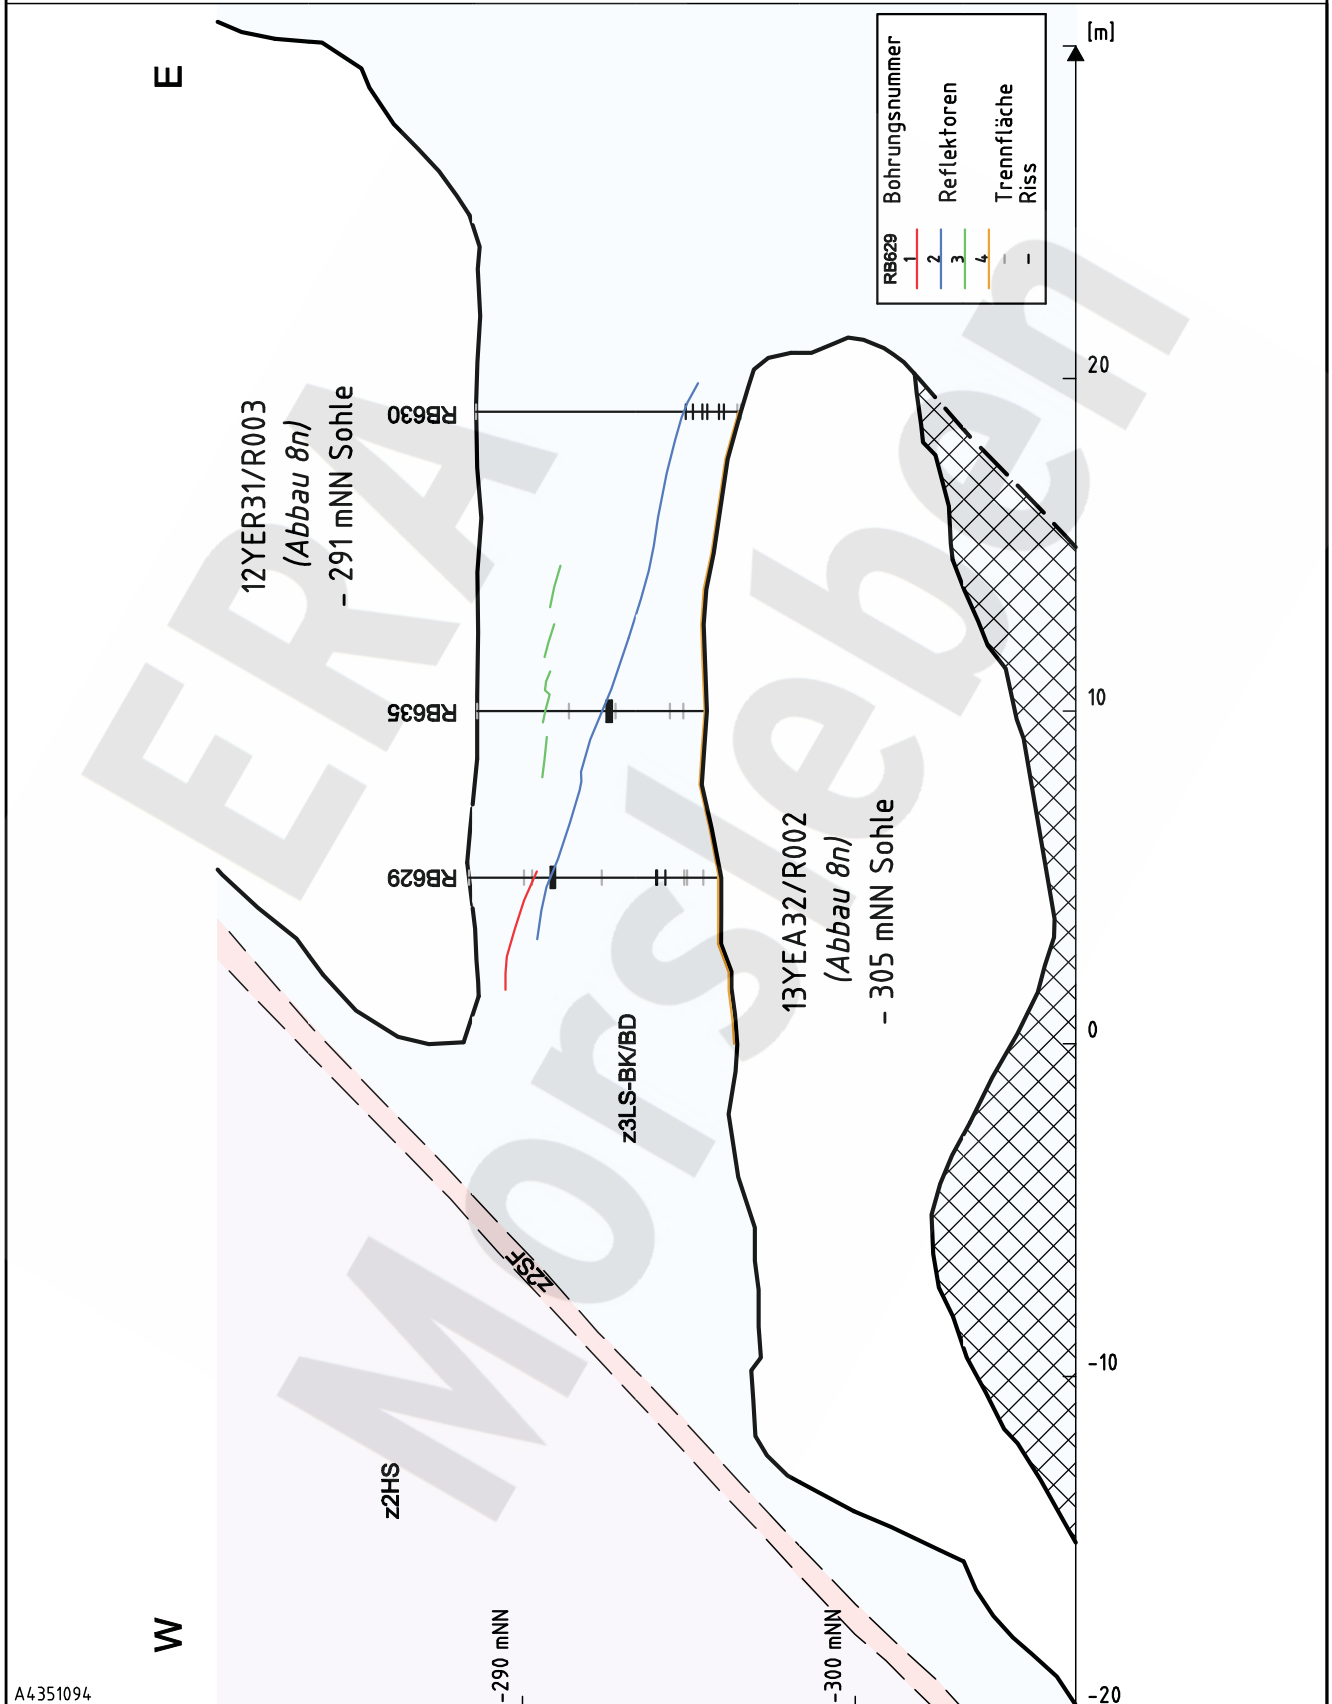 W
E
12YER31/R003
(Abbau 8n)
- 291 mNN Sohle
RB629
RB635
RB630
z2HS
z2SF
z3LS-BK/BD
13YEA32/R002
(Abbau 8n)
- 305 mNN Sohle
-290 mNN
-300 mNN
RB629 Bohrungsnummer
1
2 Reflektoren
3
4
Trennfläche
Riss
-20
-10
0
10
20
[m]
ERA
Morsleben
A4351094